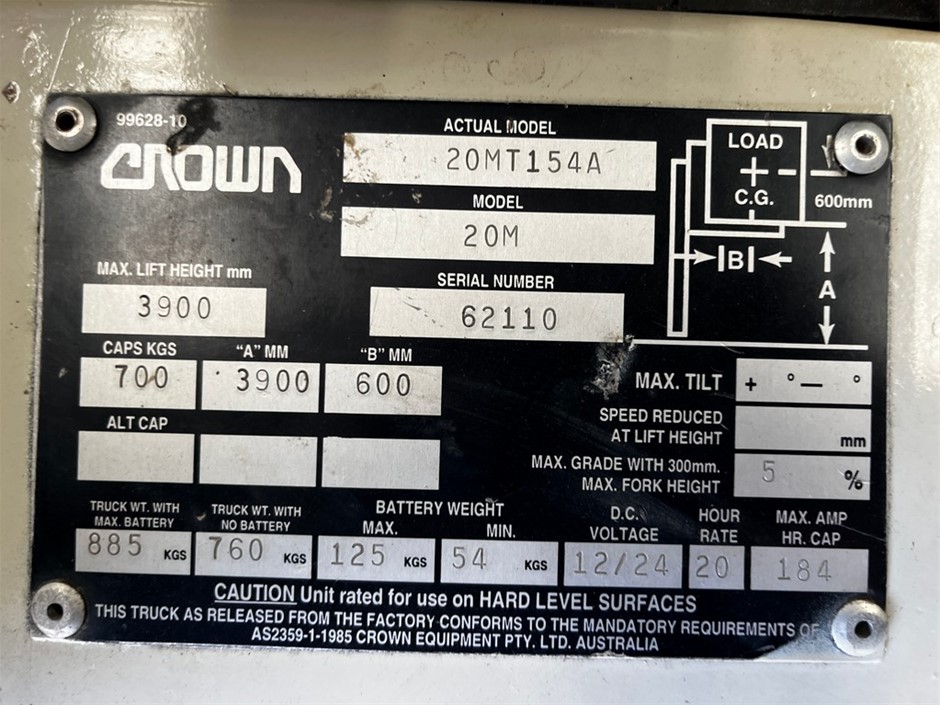 99628-10
CROWN
ACTUAL MODEL
20MT154A
MODEL
20M
LOAD
C.G.
600mm
B
A
MAX. LIFT HEIGHT mm
3900
SERIAL NUMBER
62110
CAPS KGS "A" MM "B" MM
700 3900 600
ALT CAP
MAX. TILT + ° — °
SPEED REDUCED
AT LIFT HEIGHT mm
MAX. GRADE WITH 300mm.
MAX. FORK HEIGHT 5 %
TRUCK WT. WITH
MAX. BATTERY
885 KGS
TRUCK WT. WITH
NO BATTERY
760 KGS
BATTERY WEIGHT
MAX. MIN.
125 KGS 54 KGS
D.C.
VOLTAGE
12/24
HOUR
RATE
20
MAX. AMP
HR. CAP
184
CAUTION Unit rated for use on HARD LEVEL SURFACES
THIS TRUCK AS RELEASED FROM THE FACTORY CONFORMS TO THE MANDATORY REQUIREMENTS OF
AS2359-1-1985 CROWN EQUIPMENT PTY. LTD. AUSTRALIA